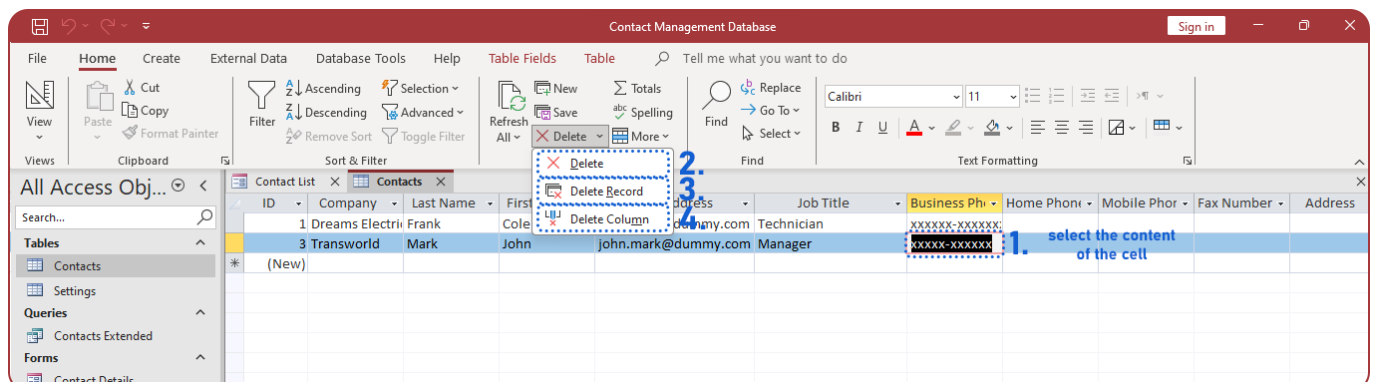 Contact Management Database
Sign in
File Home Create External Data Database Tools Help Table Fields Table Tell me what you want to do
View
Views
Paste
Cut
Copy
Format Painter
Clipboard
Filter
Ascending
Descending
Remove Sort
Selection
Advanced
Toggle Filter
Sort & Filter
Refresh
All
New
Save
Delete
Totals
Spelling
More
Find
Replace
Go To
Select
Find
Calibri 11
B I U A
Text Formatting
Delete 2.
Delete Record 3.
Delete Column 4.
All Access Obj...
Search...
Tables
Contacts
Settings
Queries
Contacts Extended
Forms
Contact Details
Contact List Contacts
ID Company Last Name First Job Title Business Ph Home Phone Mobile Phor Fax Number Address
1 Dreams Electri Frank Cole Technician xxxxxx-xxxxxx
3 Transworld Mark John john.mark@dummy.com Manager xxxxx-xxxxxx
(New)
1. select the content
of the cell